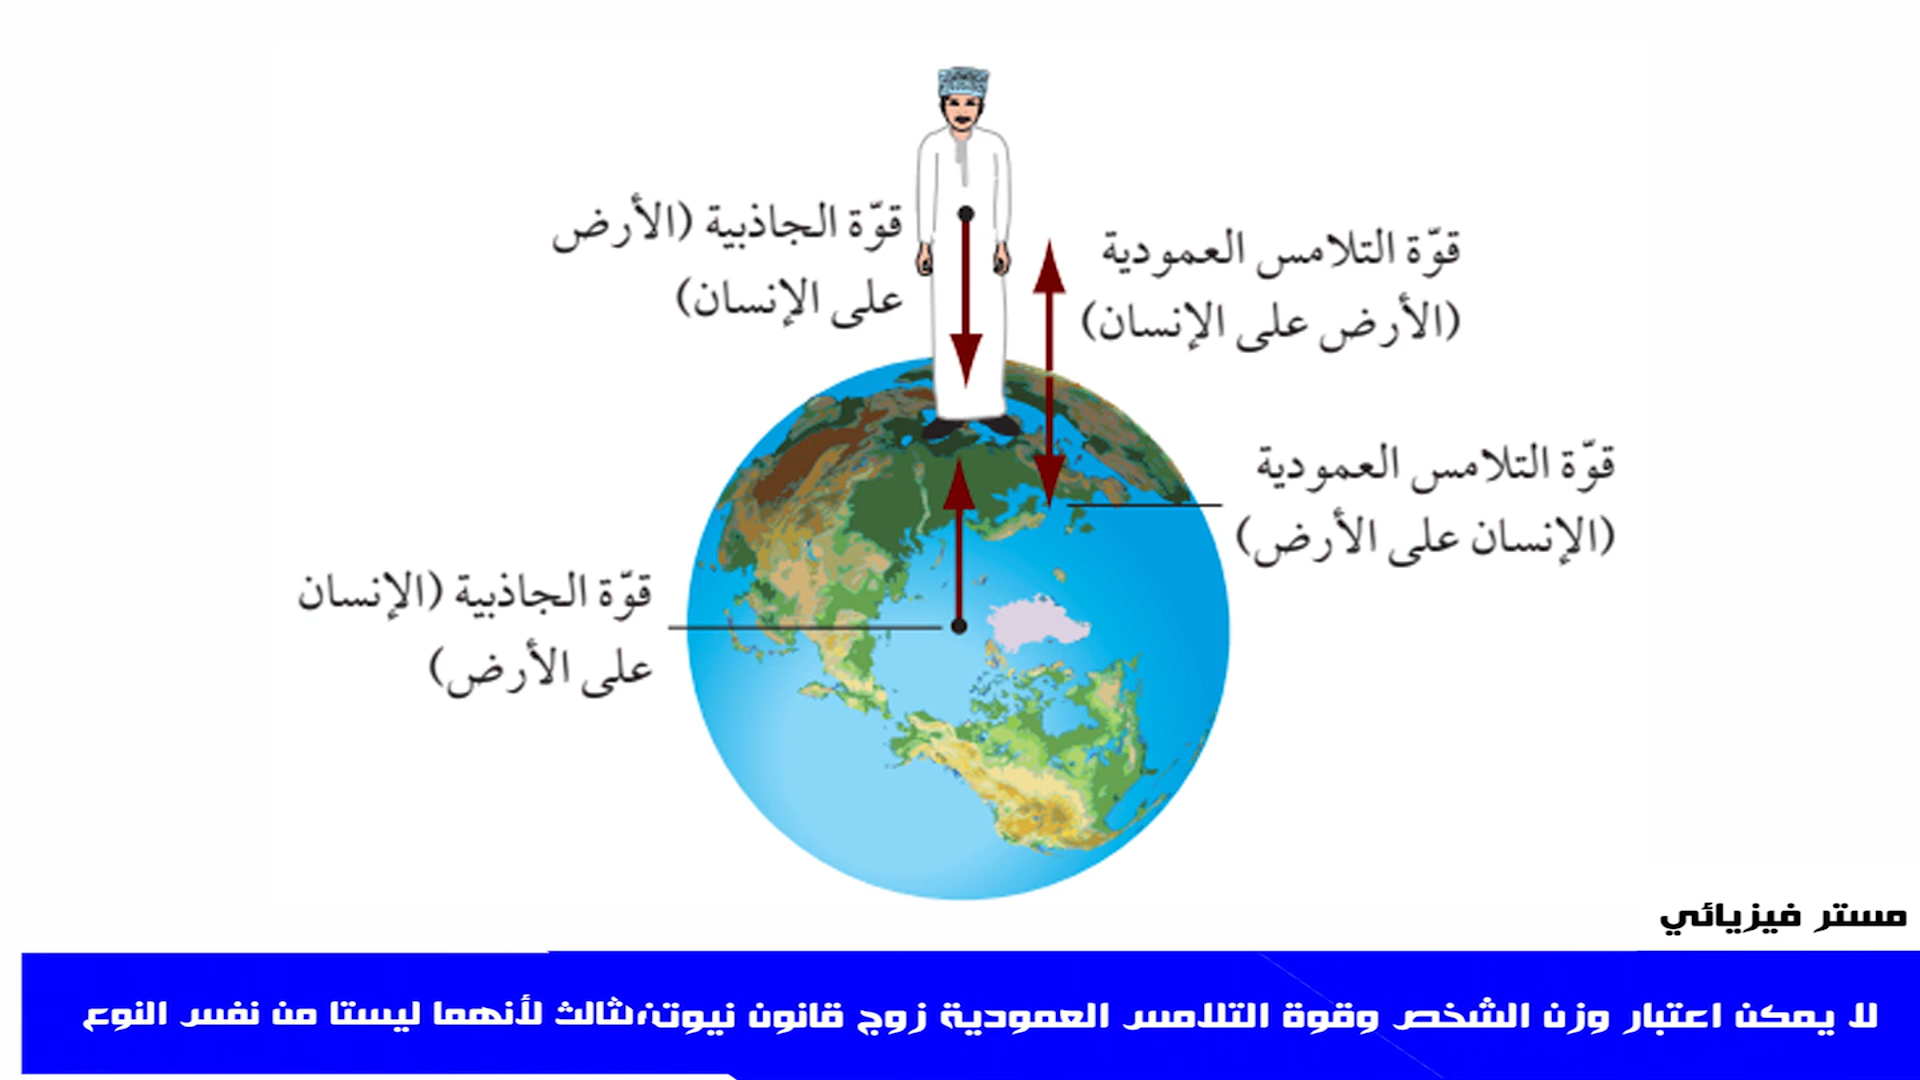 قوّة الجاذبية (الأرض
على الإنسان)
قوّة التلامس العمودية
(الأرض على الإنسان)
قوّة التلامس العمودية
(الإنسان على الأرض)
قوّة الجاذبية (الإنسان
على الأرض)
مستر فيزيائي
لا يمكن اعتبار وزن الشخص وقوة التلامس العمودية زوج قانون نيوتن ثالث لأنهما ليستا من نفس النوع